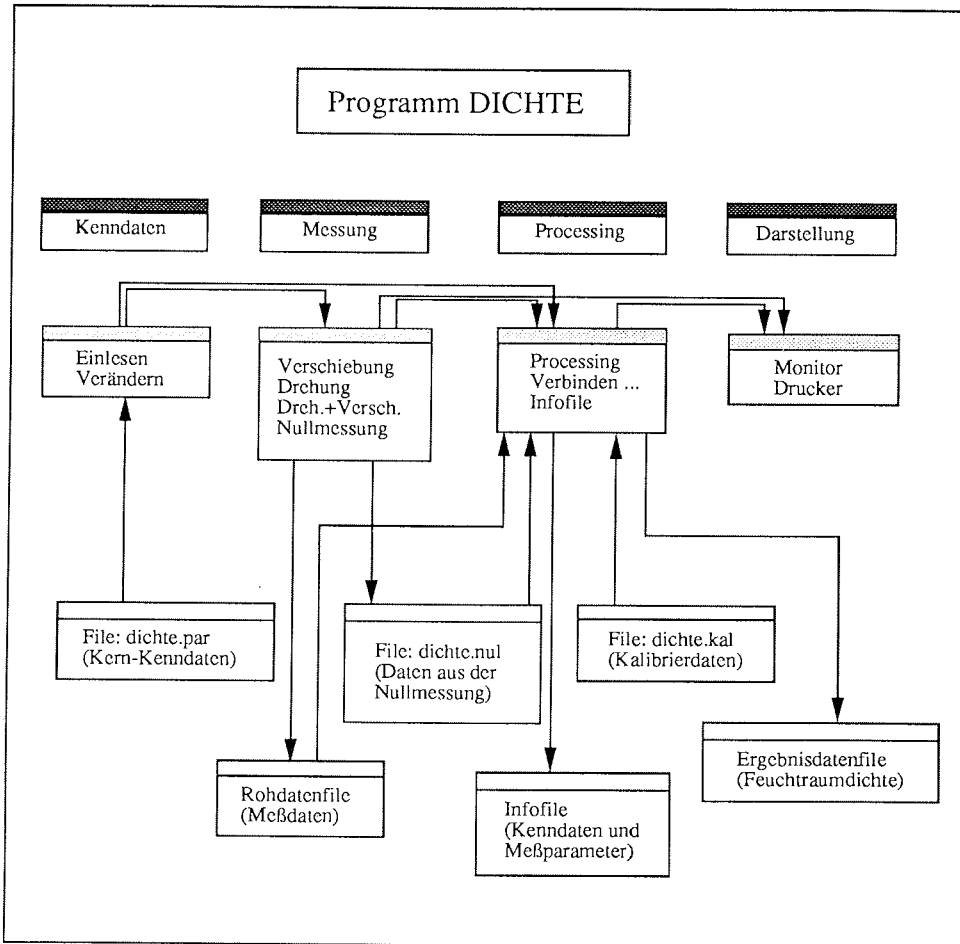 Programm DICHTE
Kenndaten
Messung
Processing
Darstellung
Einlesen
Verändern
Verschiebung
Drehung
Dreh.+Versch.
Nullmessung
Processing
Verbinden ...
Infofile
Monitor
Drucker
File: dichte.par
(Kern-Kenndaten)
File: dichte.nul
(Daten aus der
Nullmessung)
File: dichte.kal
(Kalibrierdaten)
Rohdatenfile
(Meßdaten)
Infofile
(Kenndaten und
Meßparameter)
Ergebnisdatenfile
(Feuchtraumdichte)